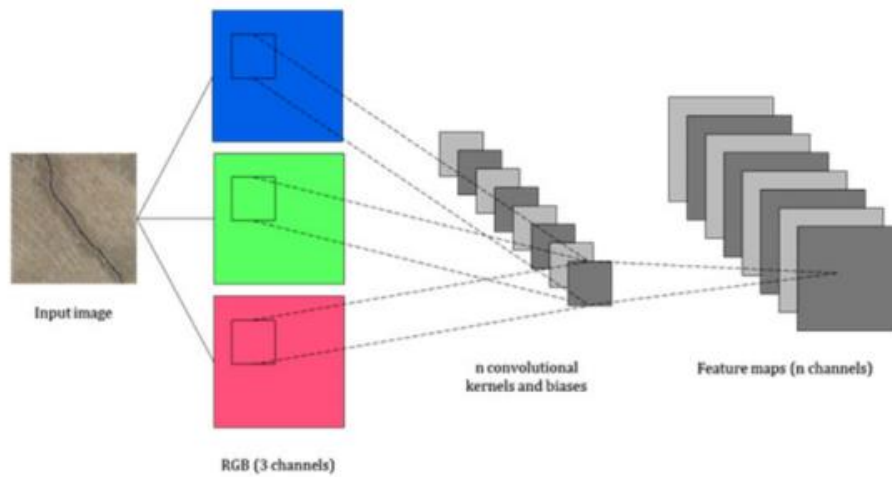 Input image
RGB (3 channels)
n convolutional
kernels and biases
Feature maps (n channels)